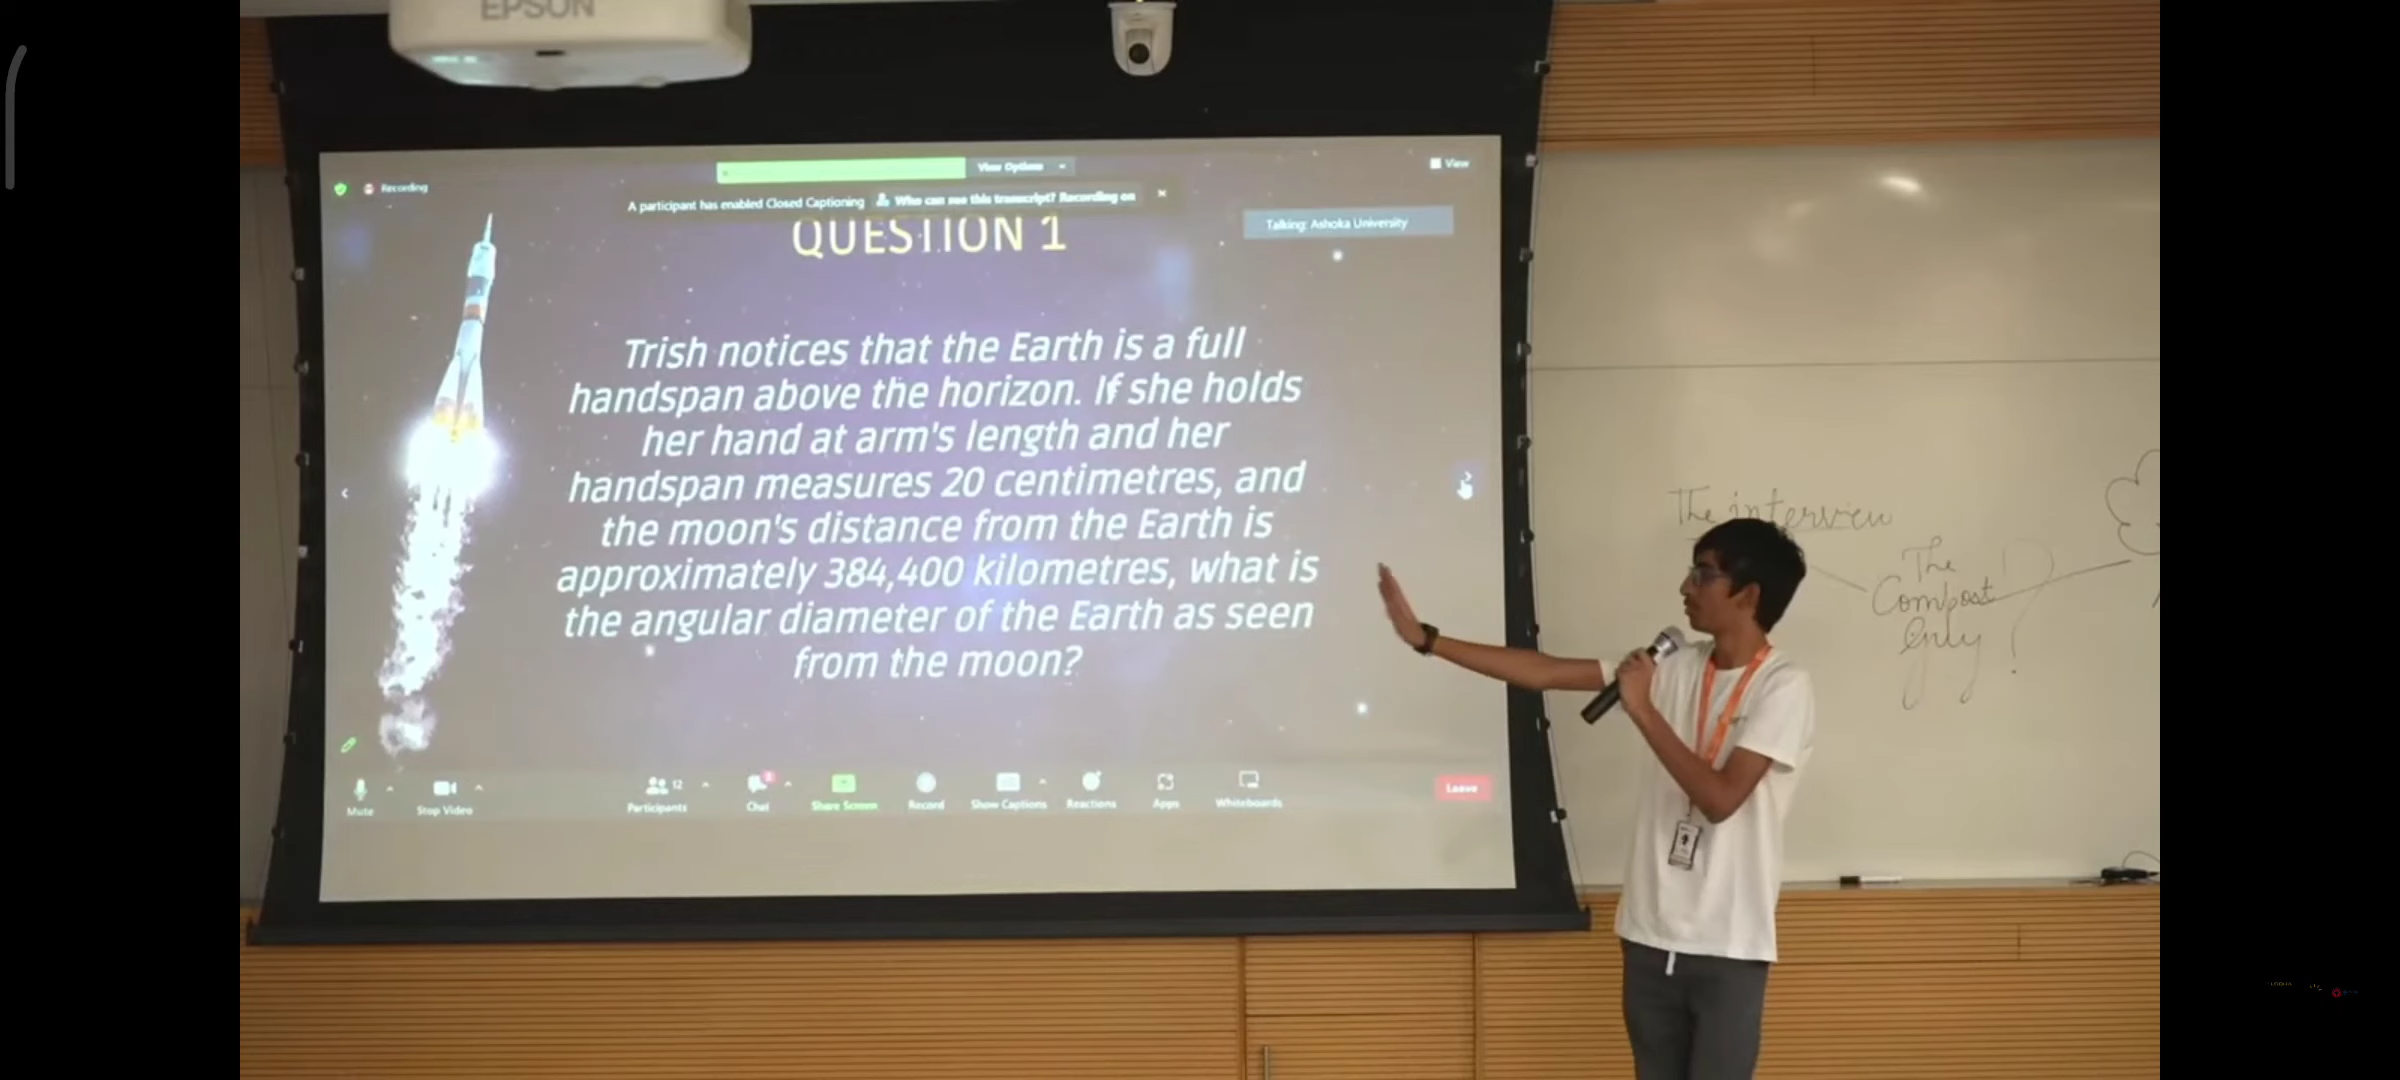 EPSON
View Options
View
Recording
A participant has enabled Closed Captioning Who can see this transcript? Recording on
Talking: Ashoka University
QUESTION 1
Trish notices that the Earth is a full
handspan above the horizon. If she holds
her hand at arm's length and her
handspan measures 20 centimetres, and
the moon's distance from the Earth is
approximately 384,400 kilometres, what is
the angular diameter of the Earth as seen
from the moon?
Mute
Stop Video
12
Participants
Chat
Share Screen
Record
Show Captions
Reactions
Apps
Whiteboards
Leave
The interview
The
Compost
Guy ?